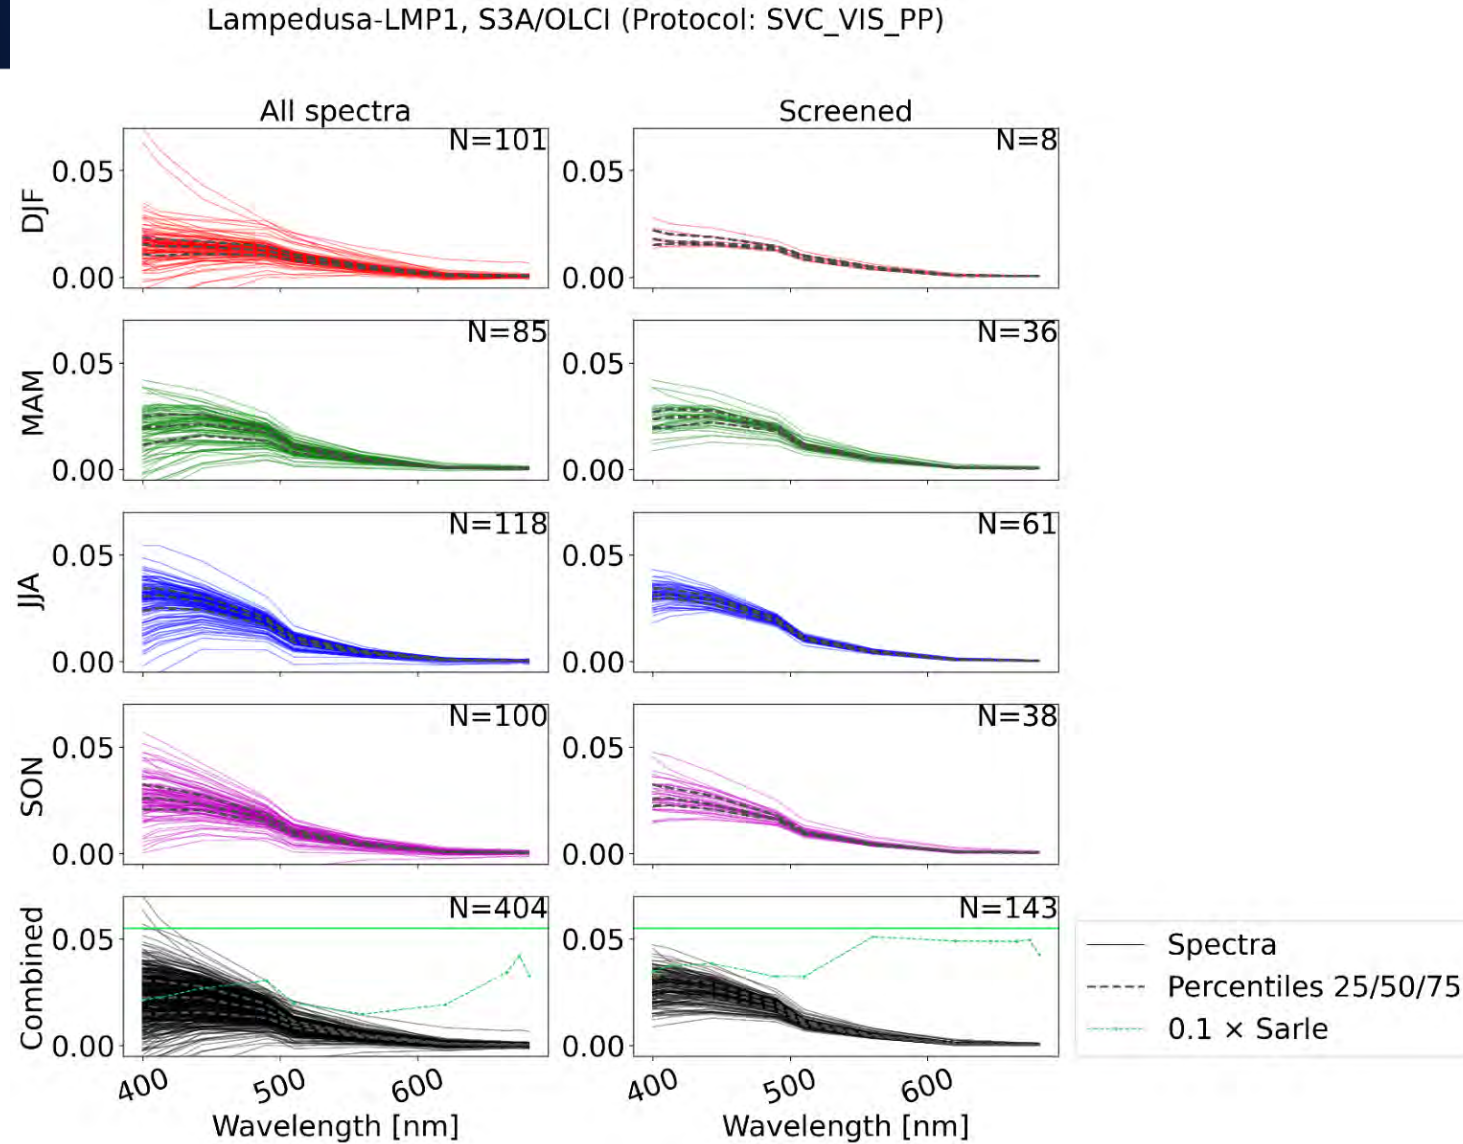 Lampedusa-LMP1, S3A/OLCI (Protocol: SVC_VIS_PP)
All spectra
Screened
DJF
0.05
0.00
N=101
0.05
0.00
N=8
MAM
0.05
0.00
N=85
0.05
0.00
N=36
JJA
0.05
0.00
N=118
0.05
0.00
N=61
SON
0.05
0.00
N=100
0.05
0.00
N=38
Combined
0.05
0.00
N=404
0.05
0.00
N=143
400 500 600
400 500 600
Wavelength [nm]
Wavelength [nm]
Spectra
Percentiles 25/50/75
0.1 × Sarle